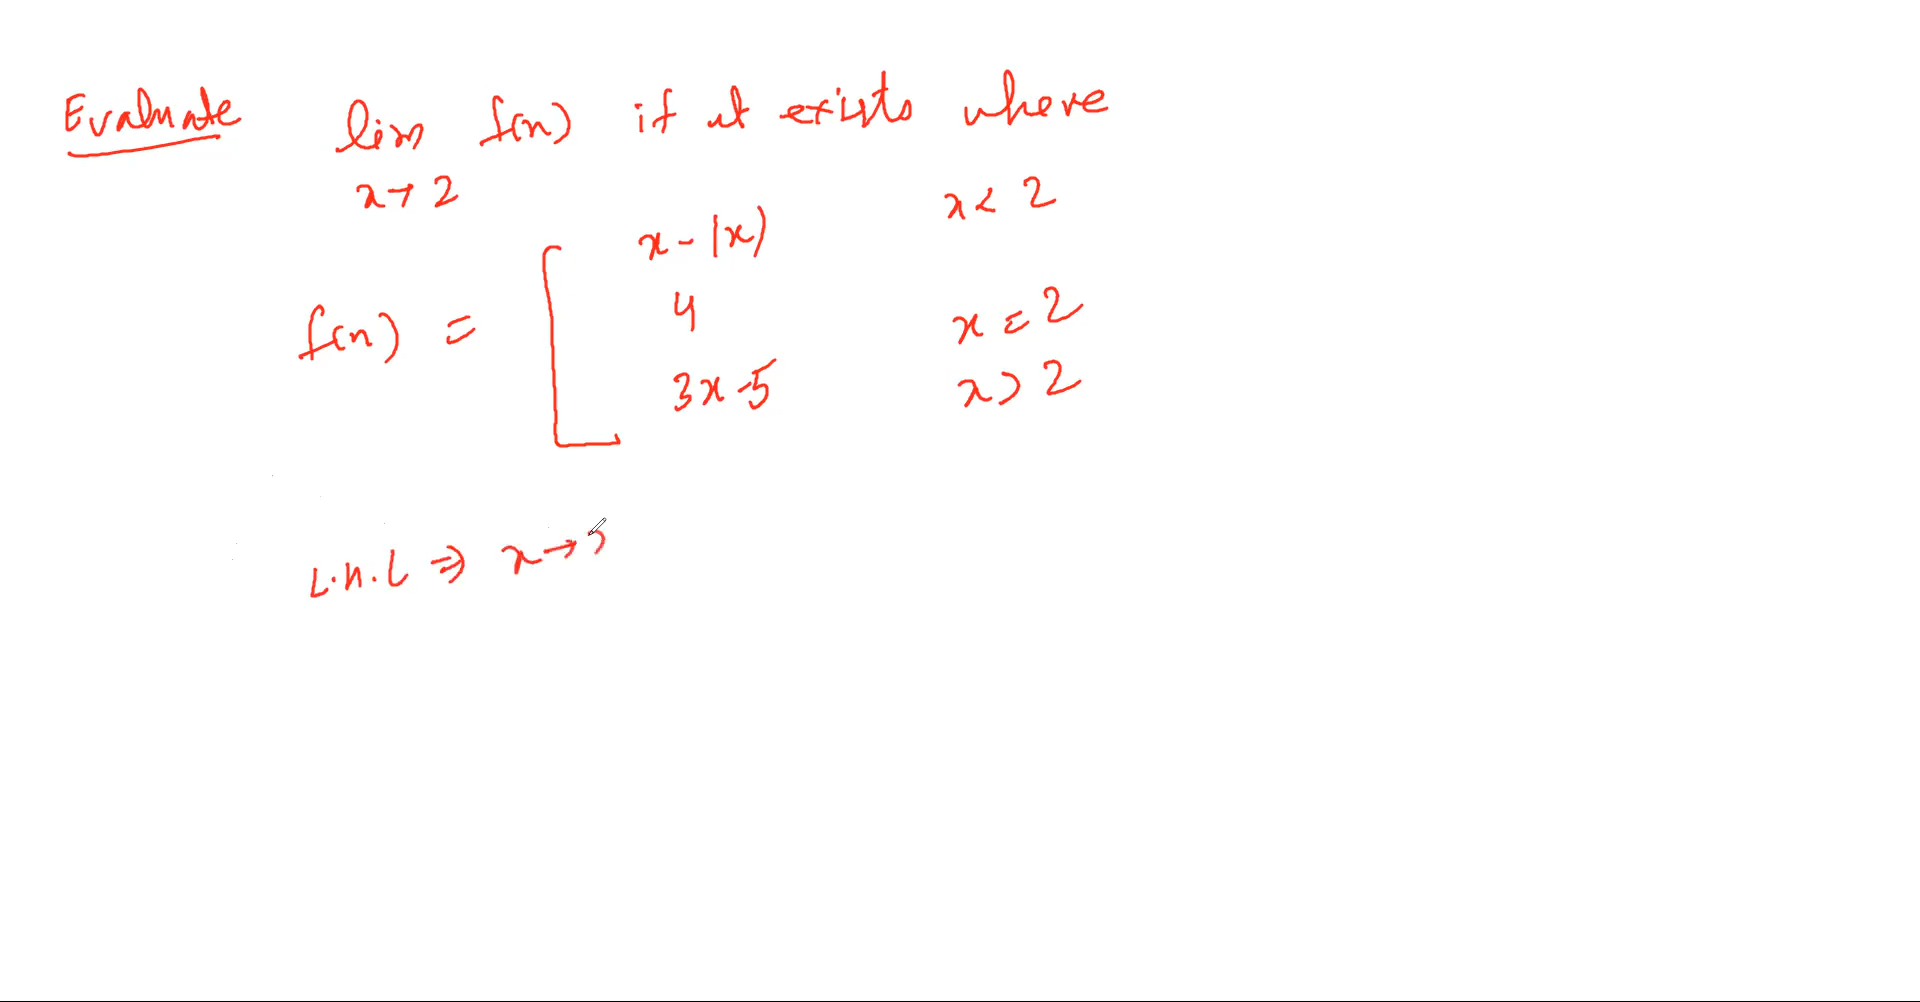 Evaluate lim f(n) if it exists where
x→2
x-|x) x< 2
4 x = 2
f(n) =
3x-5 x> 2
L.H.L ⇒ x→